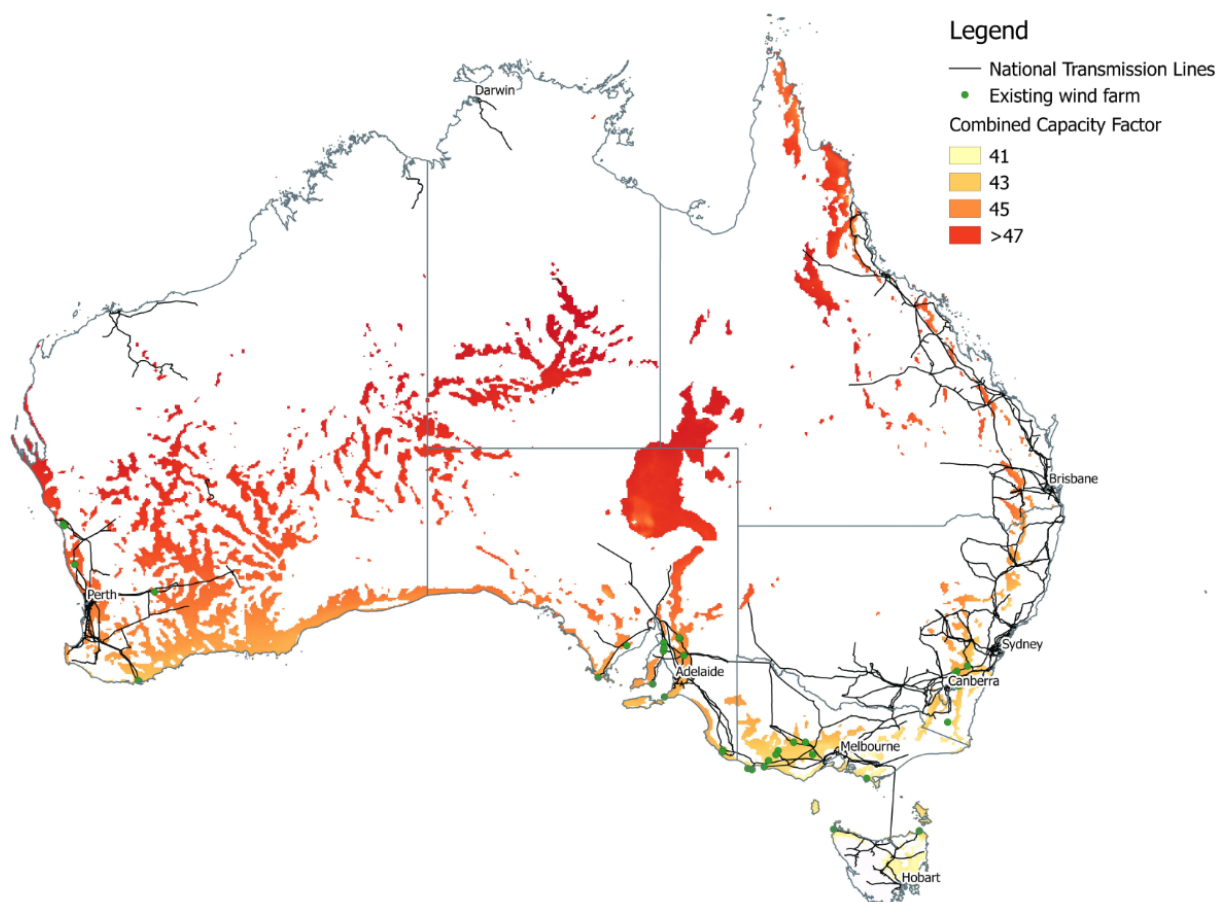 Legend
National Transmission Lines
Existing wind farm
Combined Capacity Factor
41
43
45
>47
Darwin
Brisbane
Perth
Sydney
Adelaide
Canberra
Melbourne
Hobart